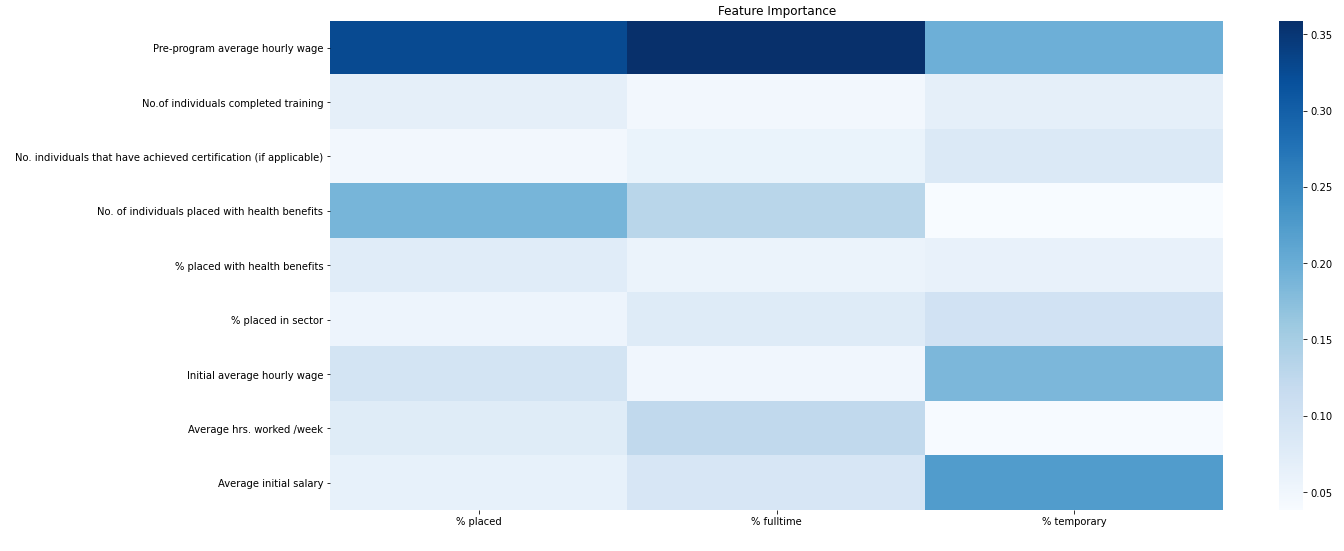 Feature Importance
Pre-program average hourly wage
No.of individuals completed training
No. individuals that have achieved certification (if applicable)
No. of individuals placed with health benefits
% placed with health benefits
% placed in sector
Initial average hourly wage
Average hrs. worked /week
Average initial salary
% placed
% fulltime
% temporary
0.35
0.30
0.25
0.20
0.15
0.10
0.05